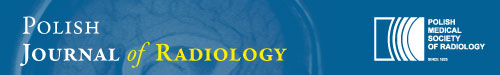 POLISH
JOURNAL of RADIOLOGY
POLISH
MEDICAL
SOCIETY
OF RADIOLOGY
SINCE 1925